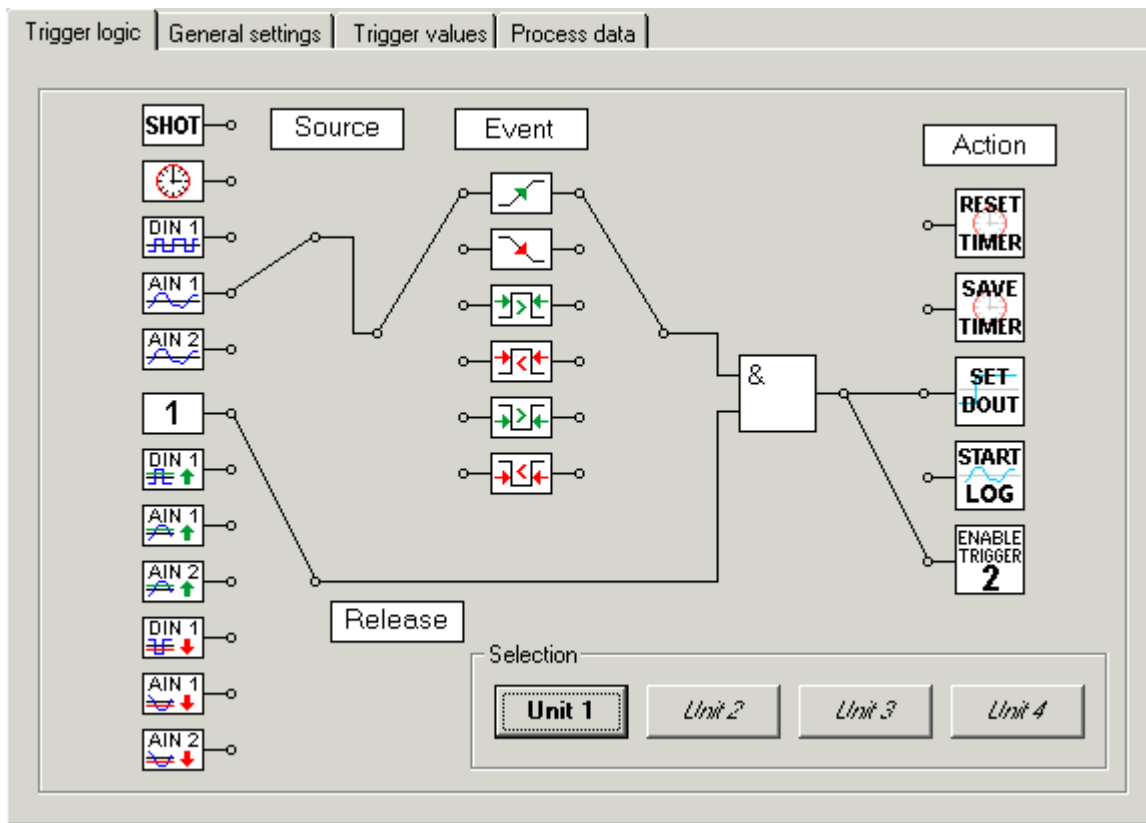 Trigger logic
General settings
Trigger values
Process data
SHOT
Source
Event
Action
DIN 1
AIN 1
AIN 2
1
DIN 1
AIN 1
AIN 2
DIN 1
AIN 1
AIN 2
&
RESET
TIMER
SAVE
TIMER
SET
DOUT
START
LOG
ENABLE
TRIGGER
2
Release
Selection
Unit 1
Unit 2
Unit 3
Unit 4